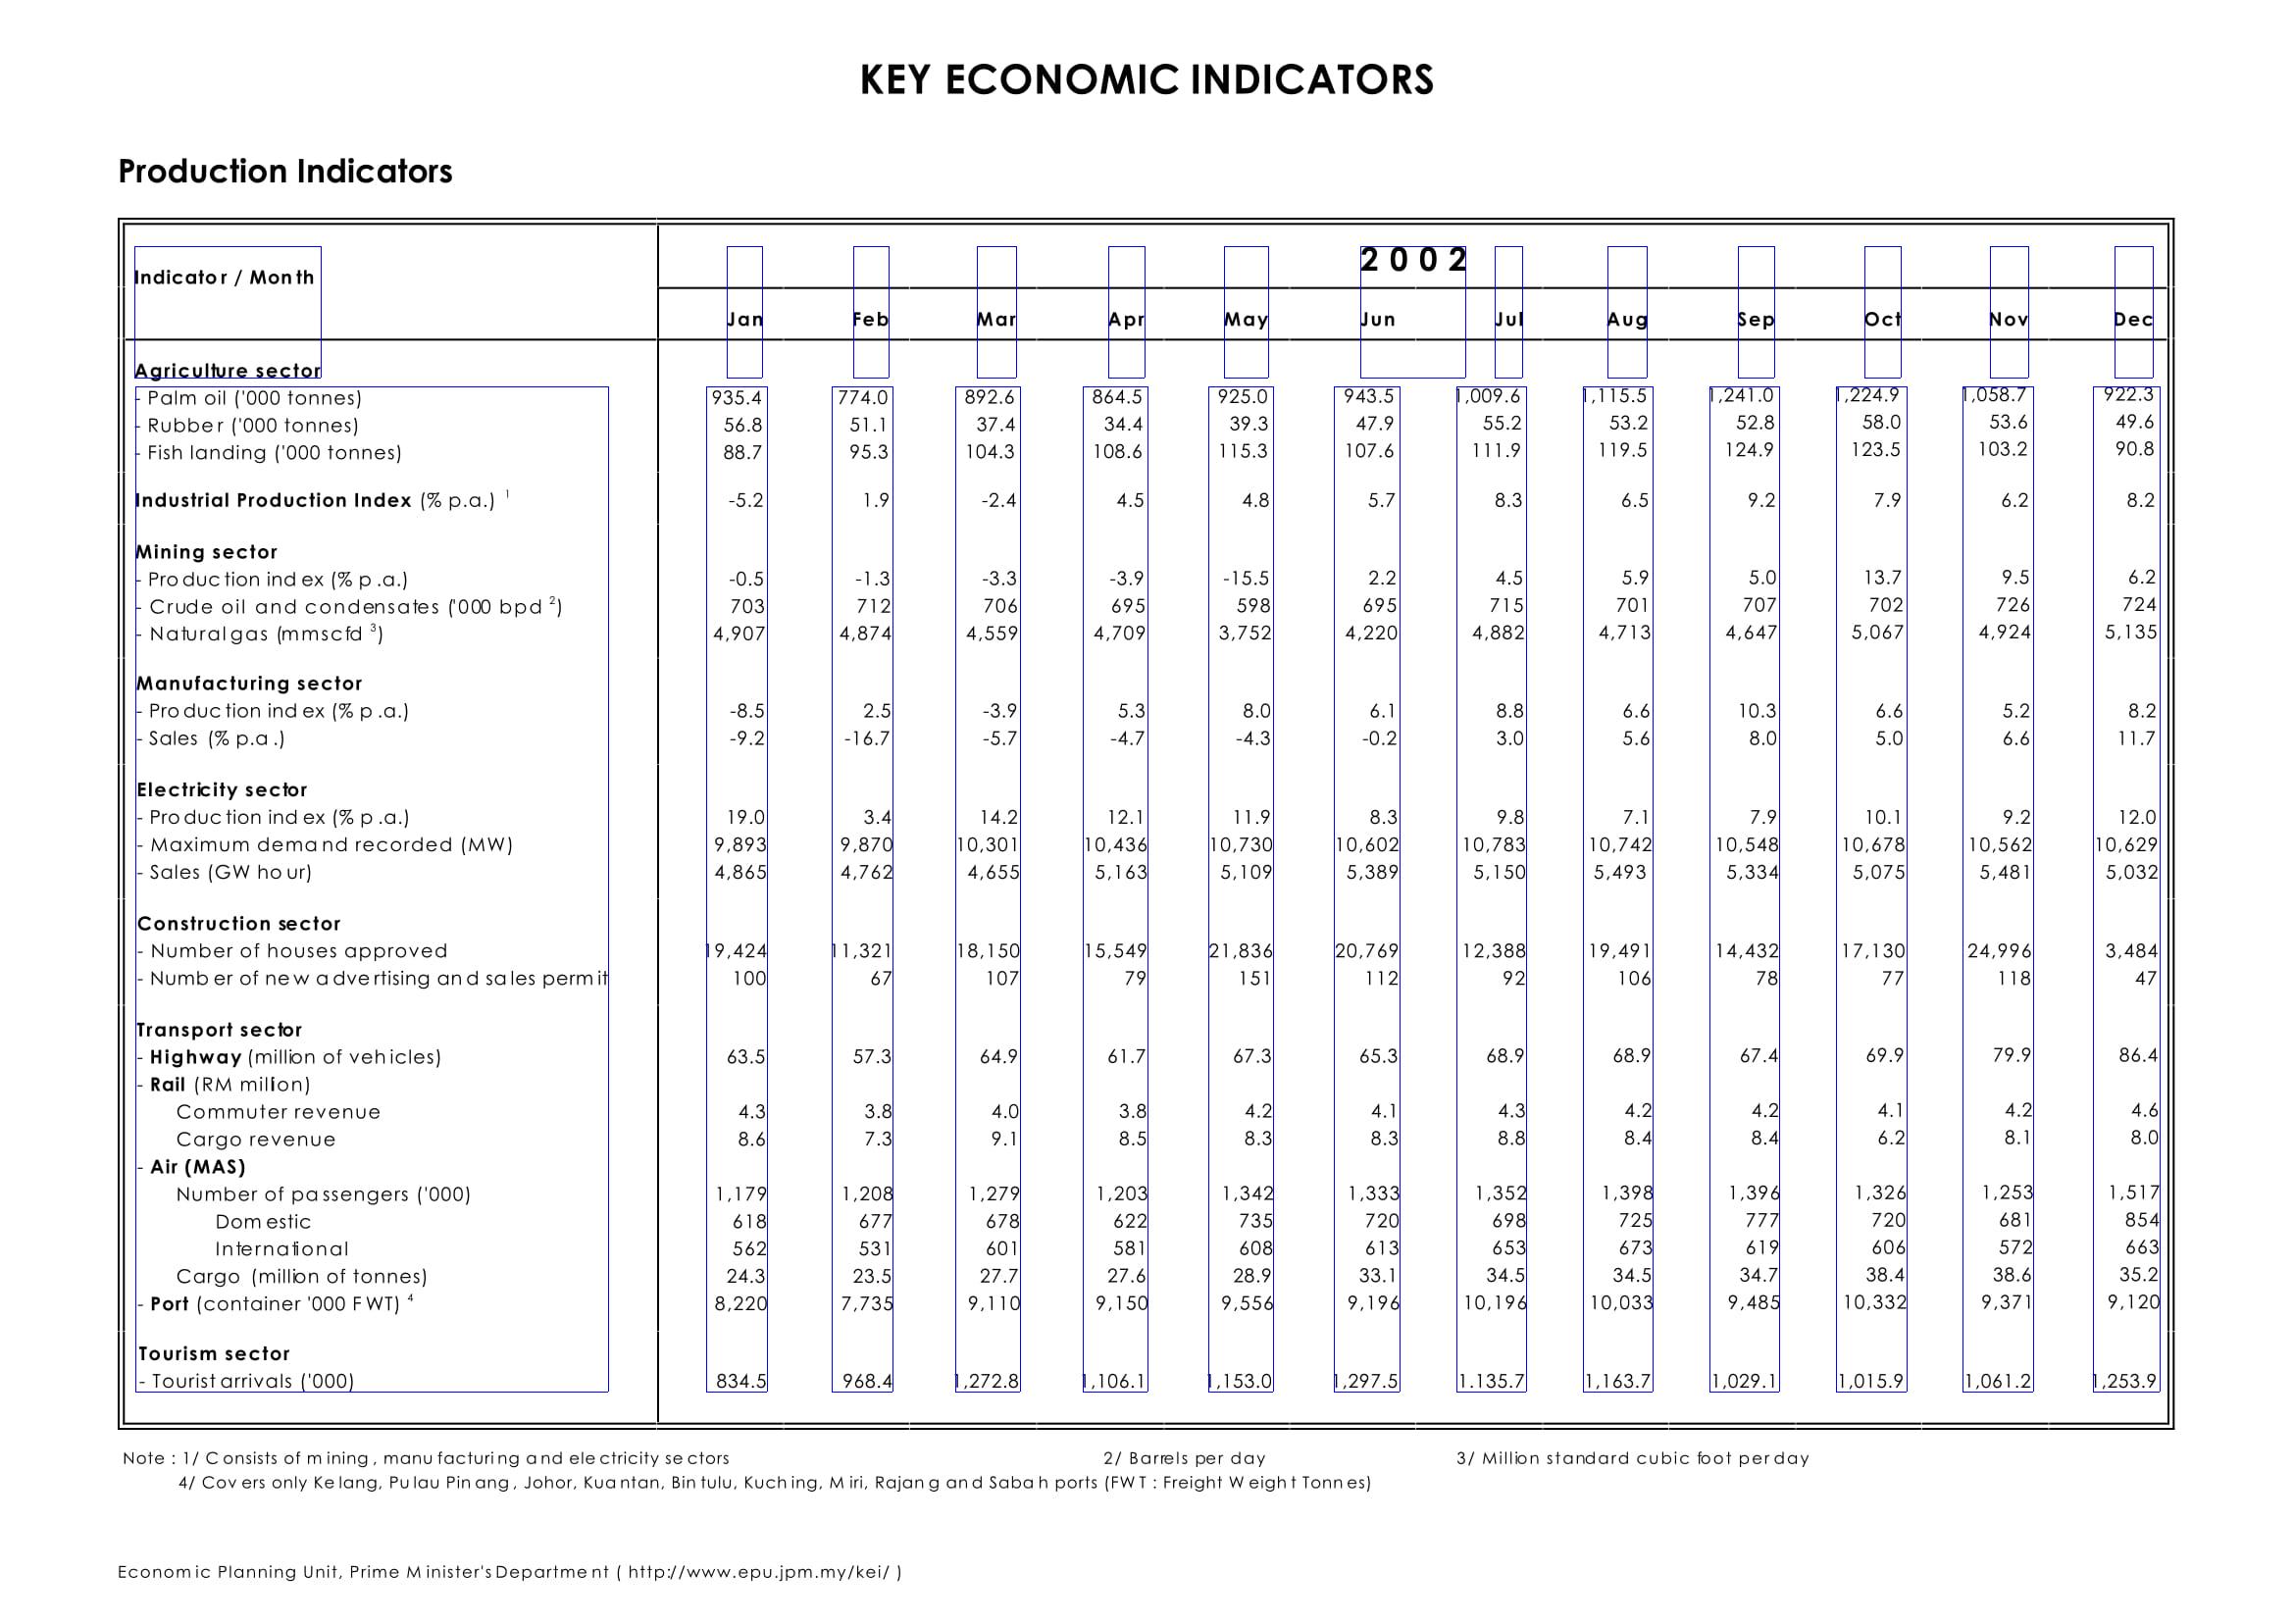 KEY ECONOMIC INDICATORS
Production Indicators
2 0 0 2
Indicator / Month
Jan Feb Mar Apr May Jun Jul Aug Sep Oct Nov Dec
Agriculture sector
- Palm oil ('000 tonnes) 935.4 774.0 892.6 864.5 925.0 943.5 1,009.6 1,115.5 1,241.0 1,224.9 1,058.7 922.3
- Rubber ('000 tonnes) 56.8 51.1 37.4 34.4 39.3 47.9 55.2 53.2 52.8 58.0 53.6 49.6
- Fish landing ('000 tonnes) 88.7 95.3 104.3 108.6 115.3 107.6 111.9 119.5 124.9 123.5 103.2 90.8
Industrial Production Index (% p.a.) 1 -5.2 1.9 -2.4 4.5 4.8 5.7 8.3 6.5 9.2 7.9 6.2 8.2
Mining sector
- Production index (% p.a.) -0.5 -1.3 -3.3 -3.9 -15.5 2.2 4.5 5.9 5.0 13.7 9.5 6.2
- Crude oil and condensates ('000 bpd 2) 703 712 706 695 598 695 715 701 707 702 726 724
- Natural gas (mmscfd 3) 4,907 4,874 4,559 4,709 3,752 4,220 4,882 4,713 4,647 5,067 4,924 5,135
Manufacturing sector
- Production index (% p.a.) -8.5 2.5 -3.9 5.3 8.0 6.1 8.8 6.6 10.3 6.6 5.2 8.2
- Sales (% p.a.) -9.2 -16.7 -5.7 -4.7 -4.3 -0.2 3.0 5.6 8.0 5.0 6.6 11.7
Electricity sector
- Production index (% p.a.) 19.0 3.4 14.2 12.1 11.9 8.3 9.8 7.1 7.9 10.1 9.2 12.0
- Maximum demand recorded (MW) 9,893 9,870 10,301 10,436 10,730 10,602 10,783 10,742 10,548 10,678 10,562 10,629
- Sales (GW hour) 4,865 4,762 4,655 5,163 5,109 5,389 5,150 5,493 5,334 5,075 5,481 5,032
Construction sector
- Number of houses approved 19,424 11,321 18,150 15,549 21,836 20,769 12,388 19,491 14,432 17,130 24,996 3,484
- Number of new advertising and sales permit 100 67 107 79 151 112 92 106 78 77 118 47
Transport sector
- Highway (million of vehicles) 63.5 57.3 64.9 61.7 67.3 65.3 68.9 68.9 67.4 69.9 79.9 86.4
- Rail (RM million)
Commuter revenue 4.3 3.8 4.0 3.8 4.2 4.1 4.3 4.2 4.2 4.1 4.2 4.6
Cargo revenue 8.6 7.3 9.1 8.5 8.3 8.3 8.8 8.4 8.4 6.2 8.1 8.0
- Air (MAS)
Number of passengers ('000) 1,179 1,208 1,279 1,203 1,342 1,333 1,352 1,398 1,396 1,326 1,253 1,517
Domestic 618 677 678 622 735 720 698 725 777 720 681 854
International 562 531 601 581 608 613 653 673 619 606 572 663
Cargo (million of tonnes) 24.3 23.5 27.7 27.6 28.9 33.1 34.5 34.5 34.7 38.4 38.6 35.2
- Port (container '000 FWT) 4 8,220 7,735 9,110 9,150 9,556 9,196 10,196 10,033 9,485 10,332 9,371 9,120
Tourism sector
- Tourist arrivals ('000) 834.5 968.4 1,272.8 1,106.1 1,153.0 1,297.5 1.135.7 1,163.7 1,029.1 1,015.9 1,061.2 1,253.9
Note : 1/ Consists of mining, manufacturing and electricity sectors 2/ Barrels per day 3/ Million standard cubic foot per day
4/ Covers only Kelang, Pulau Pinang, Johor, Kuantan, Bintulu, Kuching, Miri, Rajang and Sabah ports (FWT : Freight Weight Tonnes)
Economic Planning Unit, Prime Minister's Department ( http://www.epu.jpm.my/kei/ )